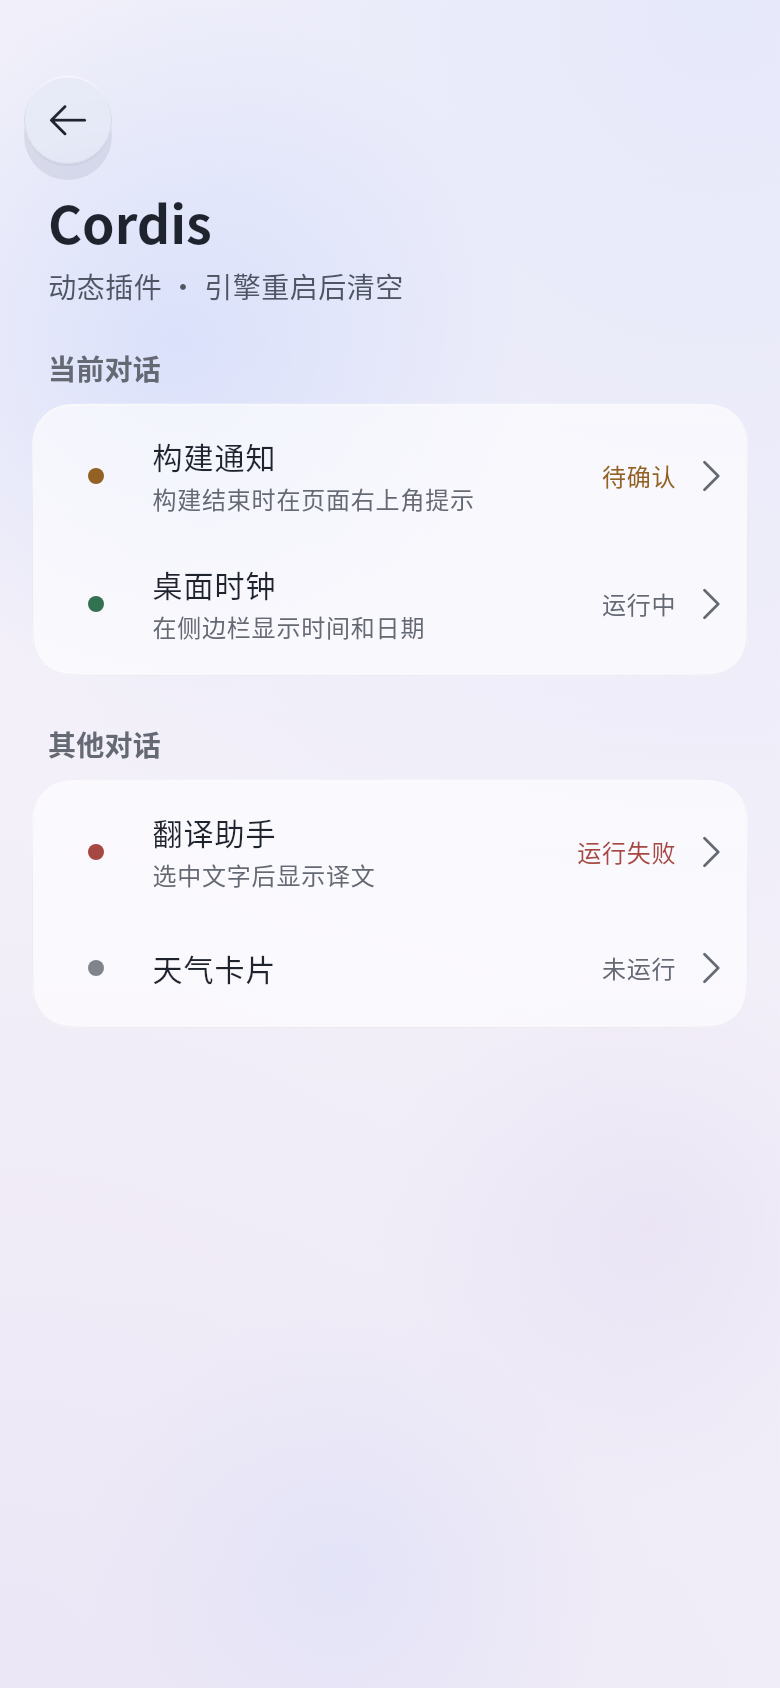 Cordis
动态插件 · 引擎重启后清空
当前对话
构建通知
构建结束时在页面右上角提示
待确认
桌面时钟
在侧边栏显示时间和日期
运行中
其他对话
翻译助手
选中文字后显示译文
运行失败
天气卡片
未运行